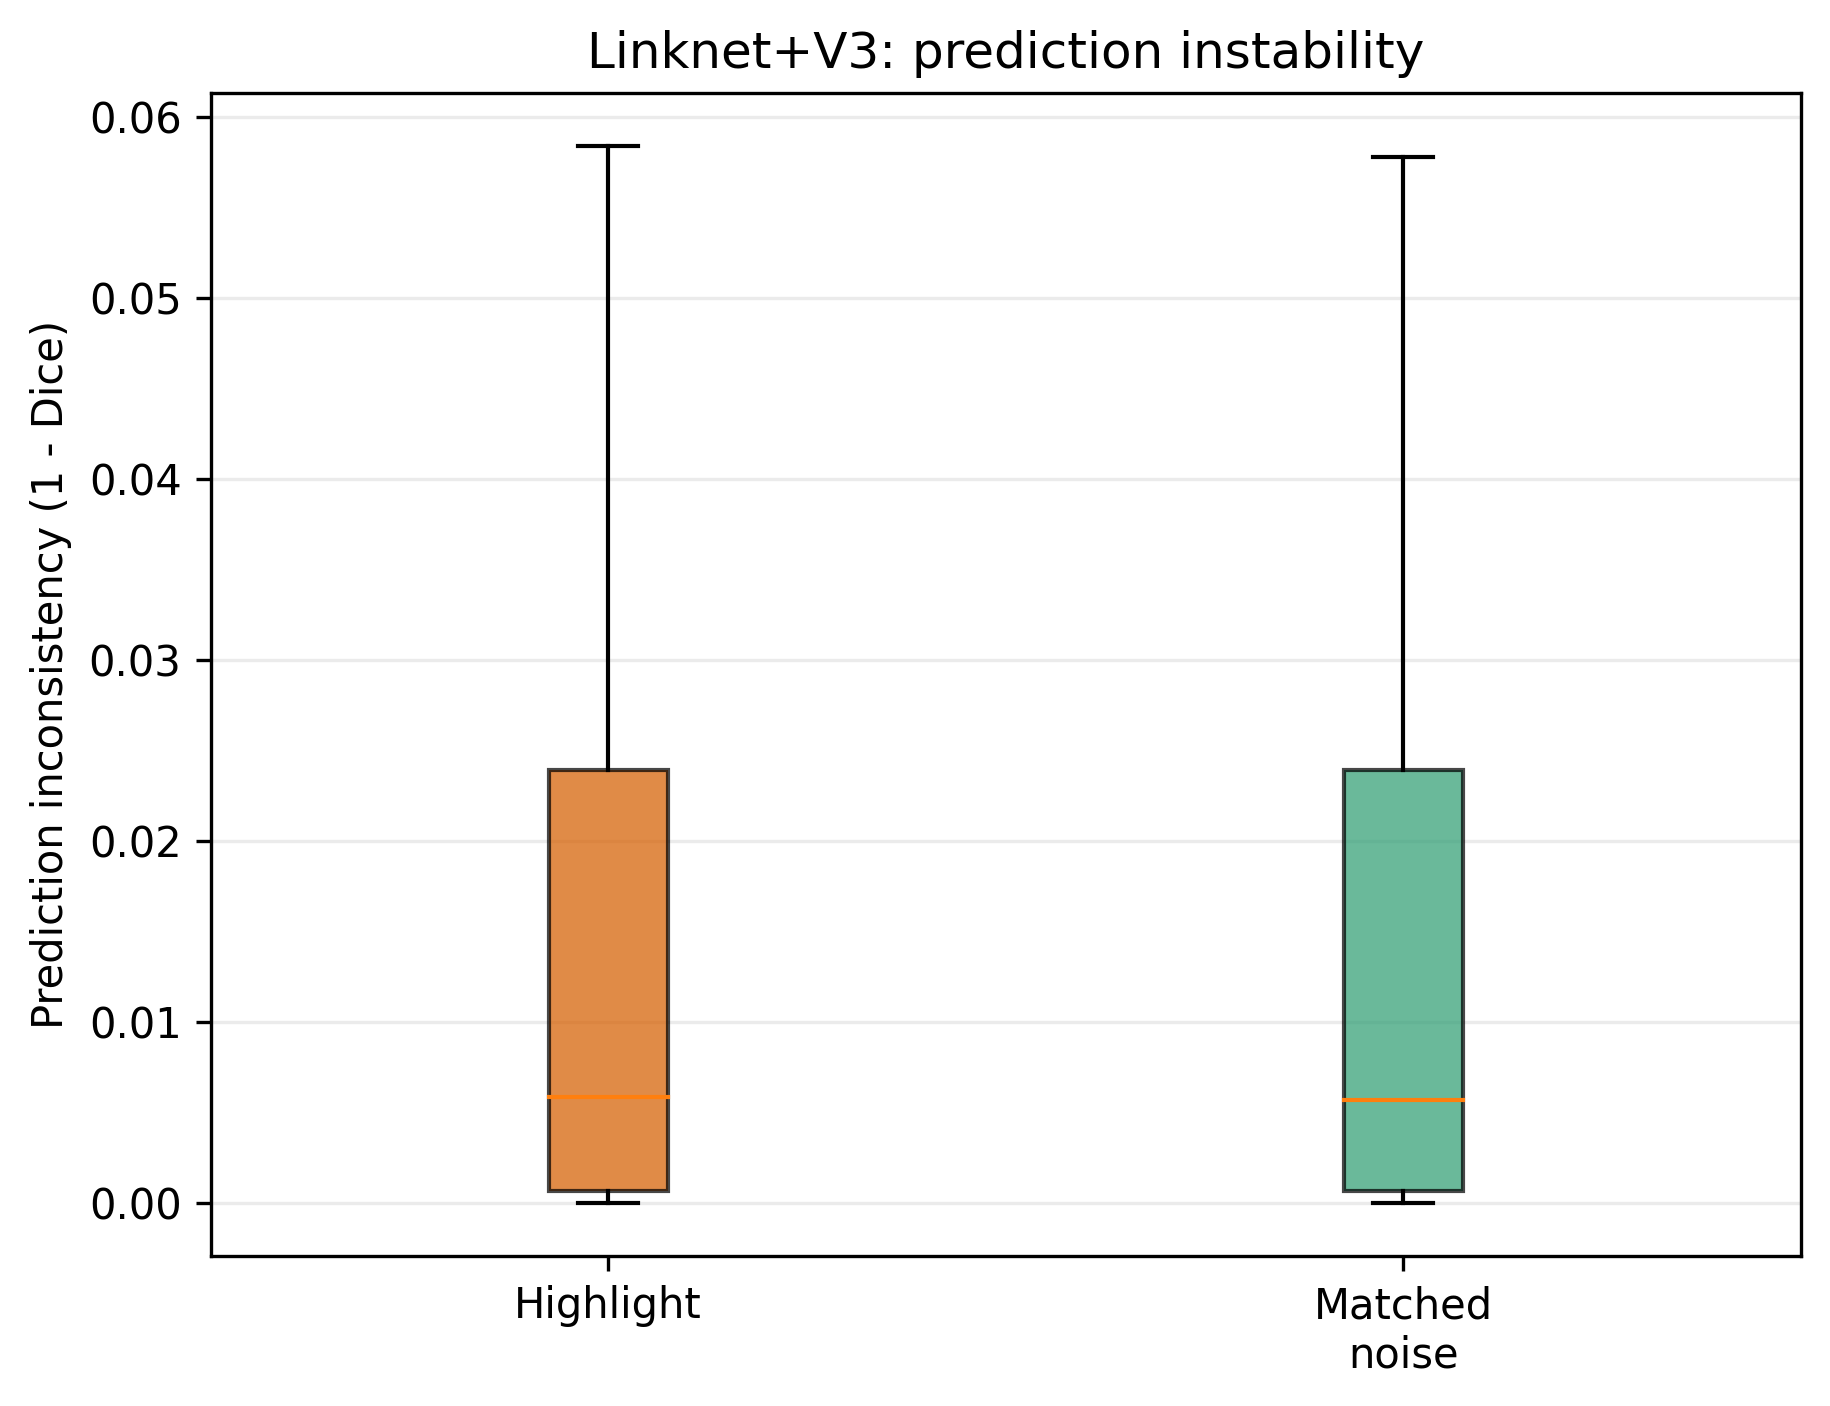 Linknet+V3: prediction instability
Prediction inconsistency (1 - Dice)
0.06
0.05
0.04
0.03
0.02
0.01
0.00
Highlight
Matched
noise